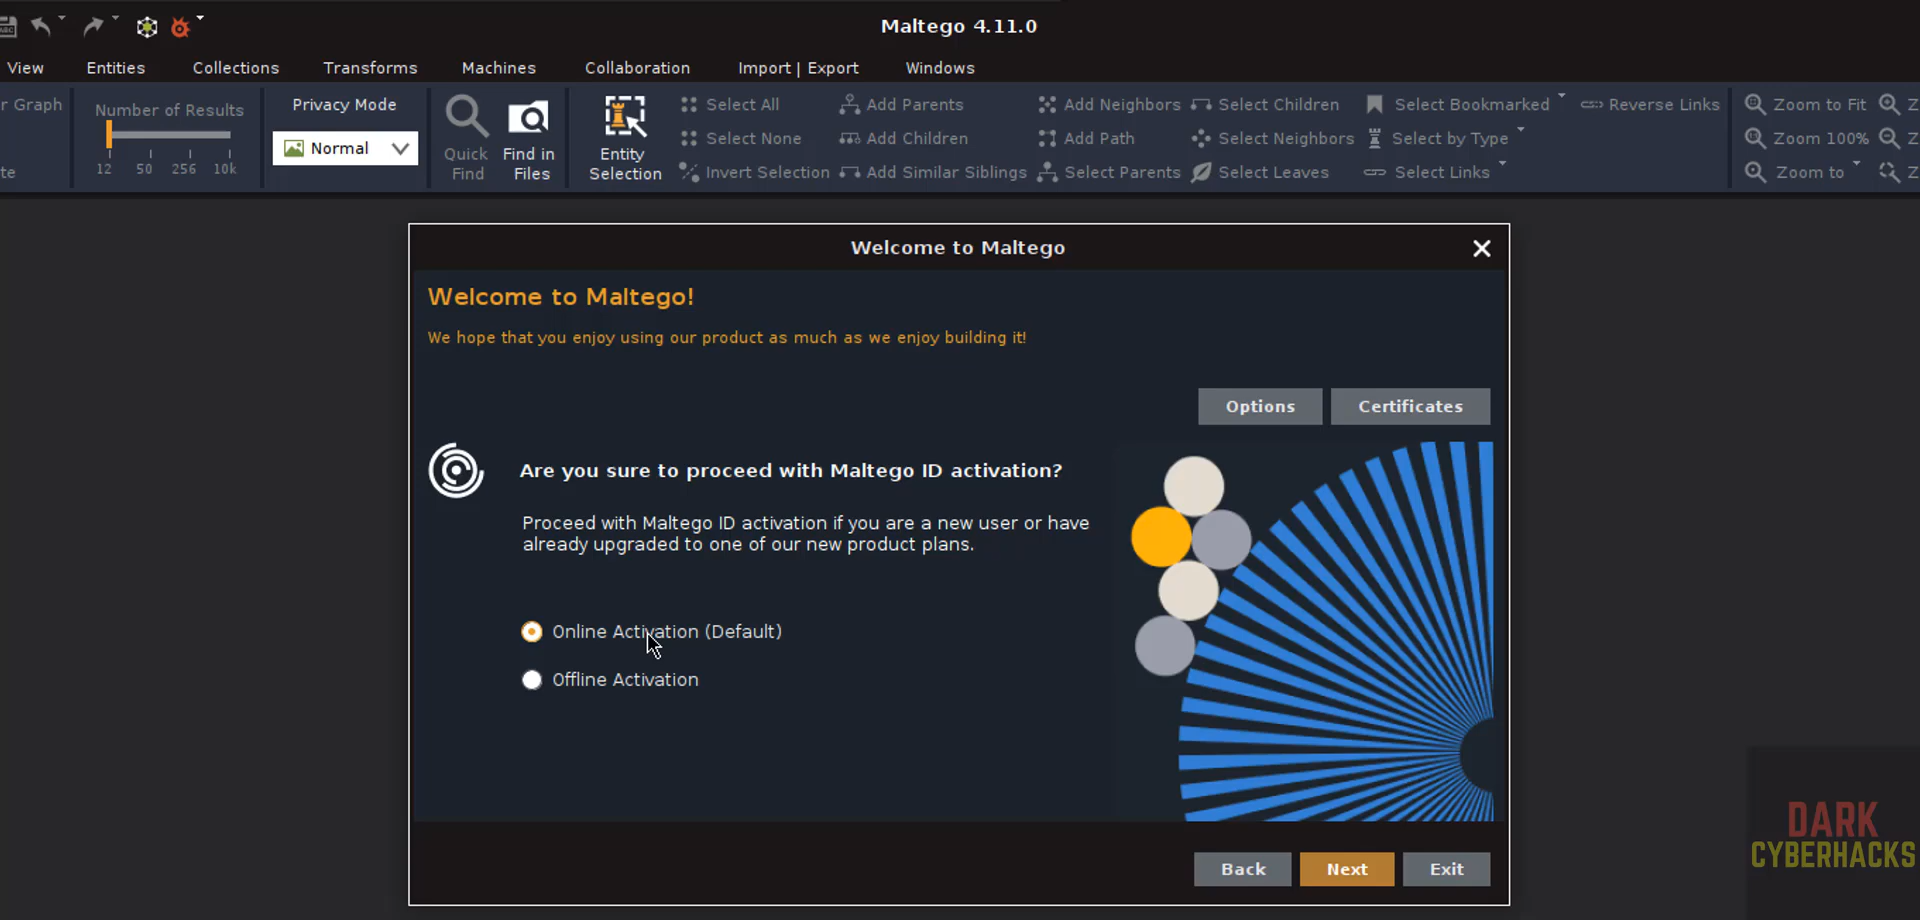 Maltego 4.11.0
View Entities Collections Transforms Machines Collaboration Import | Export Windows
r Graph
te
Number of Results
12 50 256 10k
Privacy Mode
Normal
Quick
Find
Find in
Files
Entity
Selection
Select All
Select None
Invert Selection
Add Parents
Add Children
Add Similar Siblings
Add Neighbors
Add Path
Select Parents
Select Children
Select Neighbors
Select Leaves
Select Bookmarked
Select by Type
Select Links
Reverse Links
Zoom to Fit
Zoom 100%
Zoom to
Z
Z
Z
Welcome to Maltego
Welcome to Maltego!
We hope that you enjoy using our product as much as we enjoy building it!
Options Certificates
Are you sure to proceed with Maltego ID activation?
Proceed with Maltego ID activation if you are a new user or have
already upgraded to one of our new product plans.
Online Activation (Default)
Offline Activation
Back Next Exit
DARK
CYBERHACKS